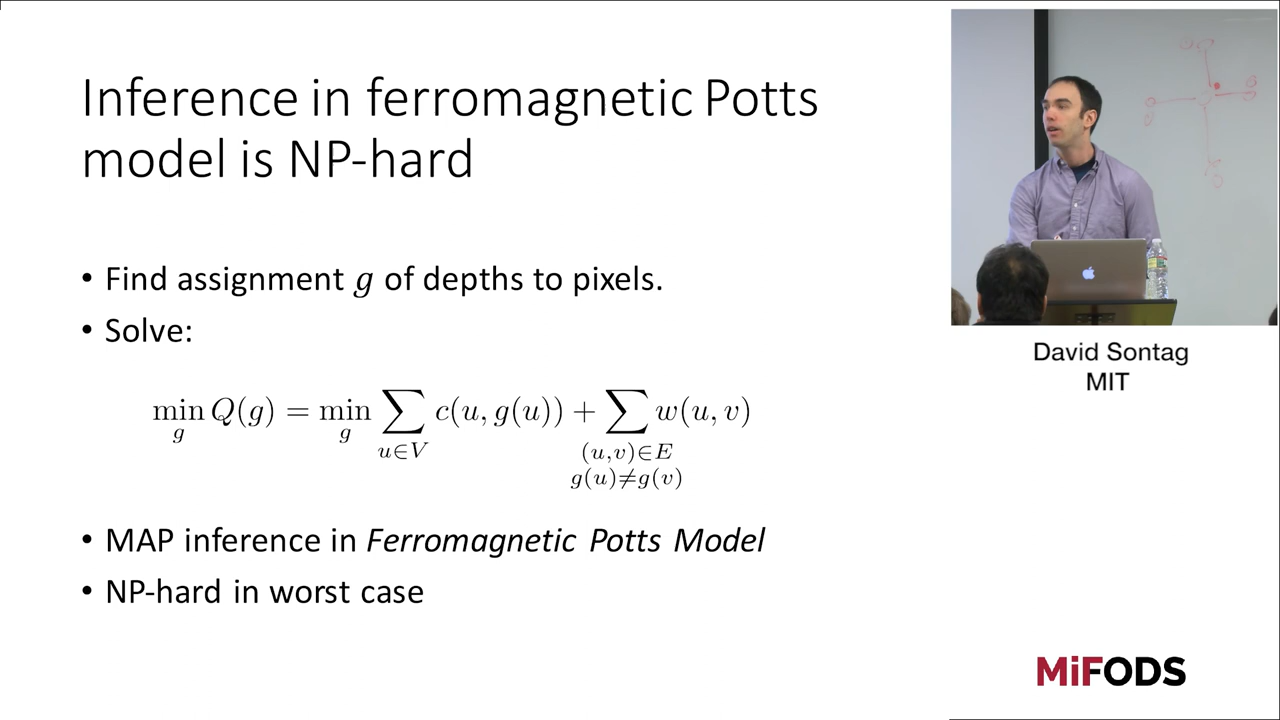 Inference in ferromagnetic Potts
model is NP-hard
• Find assignment g of depths to pixels.
• Solve:
min Q(g) = min ∑ c(u, g(u)) + ∑ w(u, v)
g g u∈V (u,v)∈E
g(u)≠g(v)
• MAP inference in Ferromagnetic Potts Model
• NP-hard in worst case
David Sontag
MIT
MiFODS